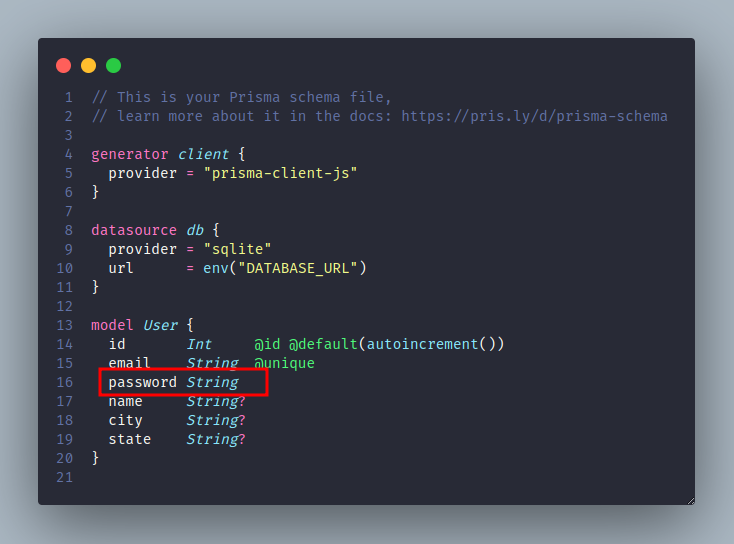 1 // This is your Prisma schema file,
2 // learn more about it in the docs: https://pris.ly/d/prisma-schema
3
4 generator client {
5   provider = "prisma-client-js"
6 }
7
8 datasource db {
9   provider = "sqlite"
10   url      = env("DATABASE_URL")
11 }
12
13 model User {
14   id       Int     @id @default(autoincrement())
15   email    String  @unique
16   password String
17   name     String?
18   city     String?
19   state    String?
20 }
21